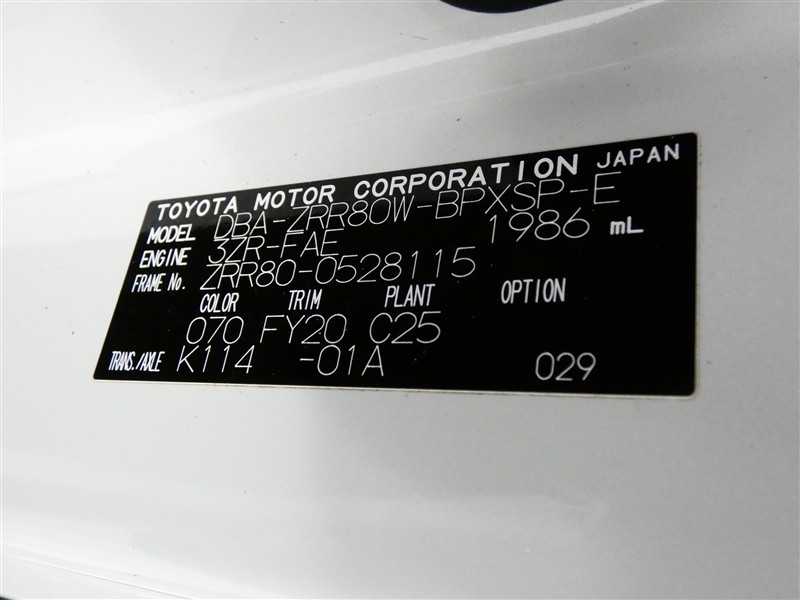 TOYOTA MOTOR CORPORATION JAPAN
MODEL DBA-ZRR80W-BPXSP-E
ENGINE 3ZR-FAE 1986 mL
FRAME No. ZRR80-0528115
COLOR TRIM PLANT OPTION
070 FY20 C25
TRANS./AXLE K114 -01A 029